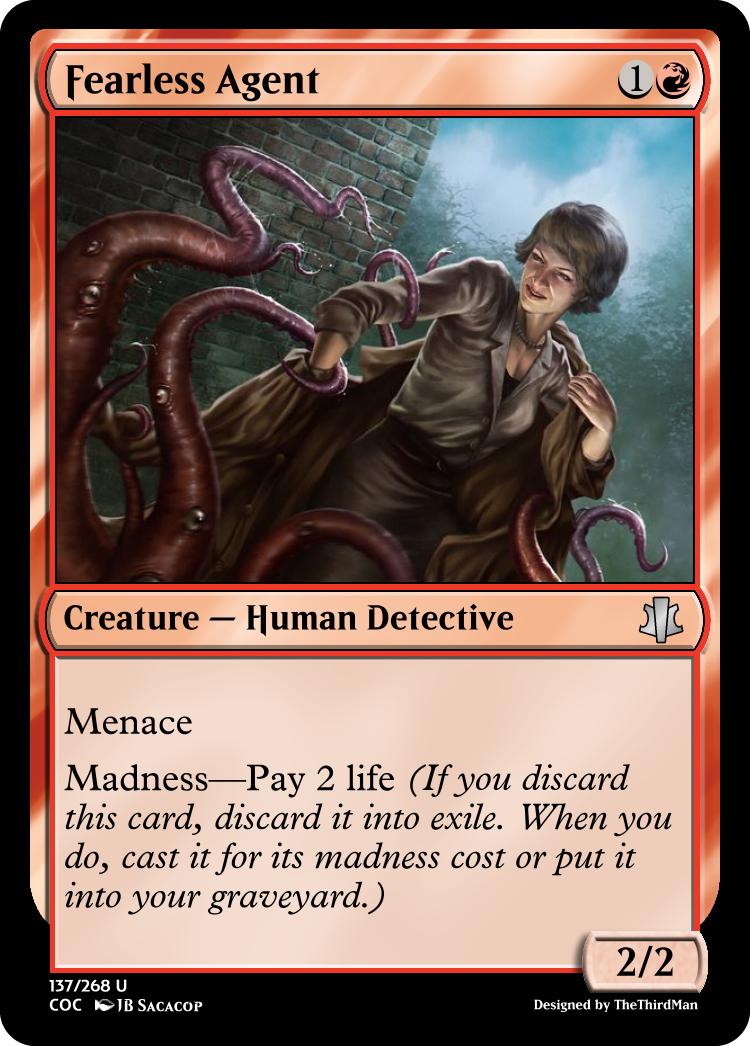 Fearless Agent 1
Creature — Human Detective
Menace
Madness—Pay 2 life (If you discard
this card, discard it into exile. When you
do, cast it for its madness cost or put it
into your graveyard.)
2/2
137/268 U
COC JB Sacacop
Designed by TheThirdMan